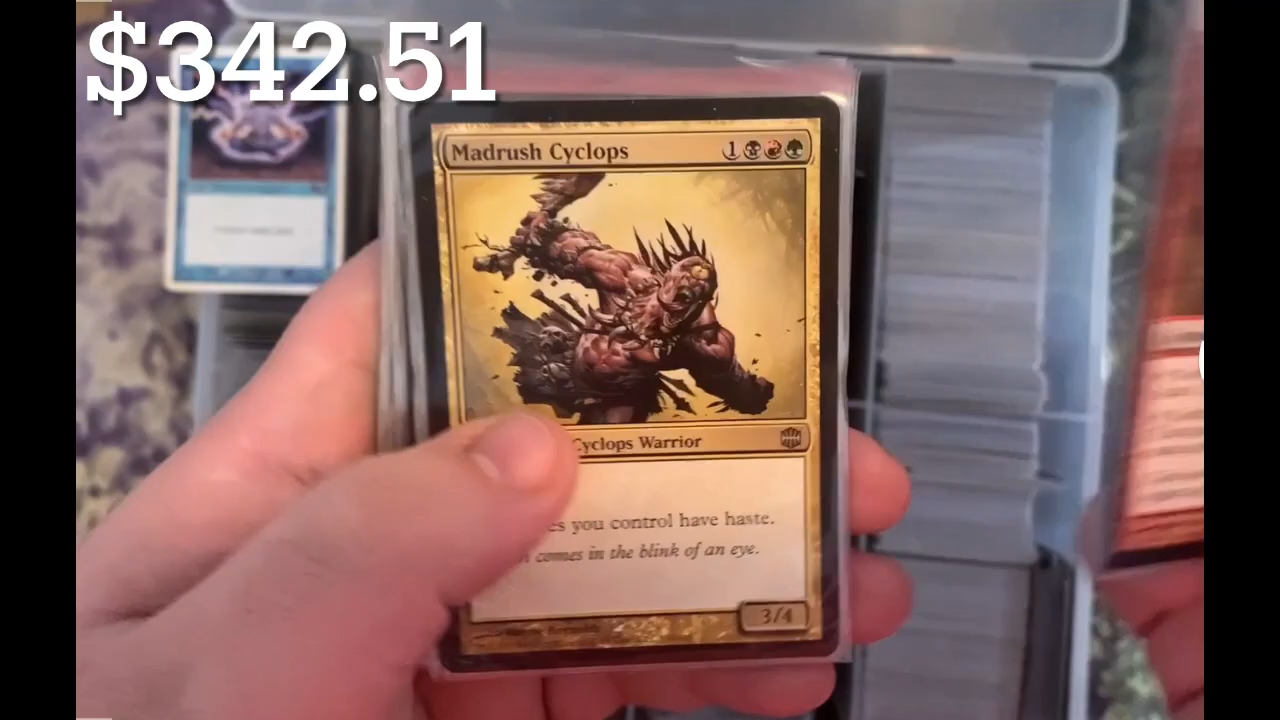 $342.51
Madrush Cyclops 1
Cyclops Warrior
es you control have haste.
comes in the blink of an eye.
3/4